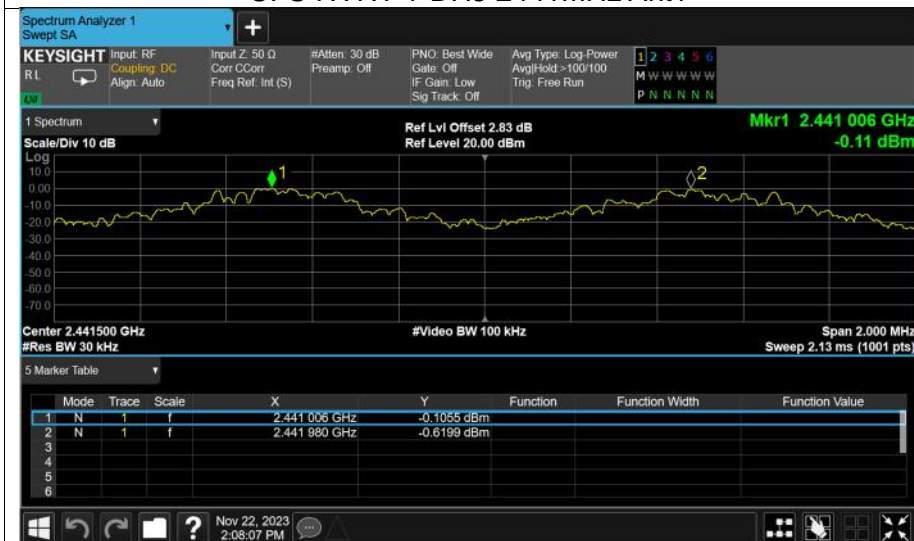 Spectrum Analyzer 1
Swept SA
+
KEYSIGHT Input: RF Input Z: 50 Ω #Atten: 30 dB PNO: Best Wide Avg Type: Log-Power 1 2 3 4 5 6
RL Coupling: DC Corr CCorr Preamp: Off Gate: Off Avg|Hold:>100/100 M W W W W W
Align: Auto Freq Ref: Int (S) IF Gain: Low Trig: Free Run P N N N N N
LXI Sig Track: Off
1 Spectrum Ref Lvl Offset 2.83 dB Mkr1 2.441 006 GHz
Scale/Div 10 dB Ref Level 20.00 dBm -0.11 dBm
Log
10.0
0.00
-10.0
-20.0
-30.0
-40.0
-50.0
-60.0
-70.0
1
2
Center 2.441500 GHz #Video BW 100 kHz Span 2.000 MHz
#Res BW 30 kHz Sweep 2.13 ms (1001 pts)
5 Marker Table
Mode Trace Scale X Y Function Function Width Function Value
1 N 1 f 2.441 006 GHz -0.1055 dBm
2 N 1 f 2.441 980 GHz -0.6199 dBm
3
4
5
6
? Nov 22, 2023
2:08:07 PM